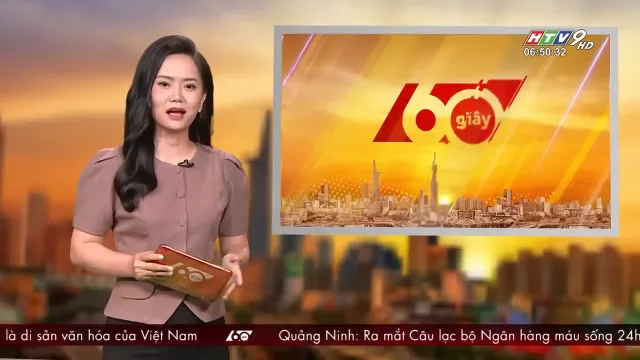 HTV9 HD
06:50:32
60 giây
là di sản văn hóa của Việt Nam 60 Quảng Ninh: Ra mắt Câu lạc bộ Ngân hàng máu sống 24h